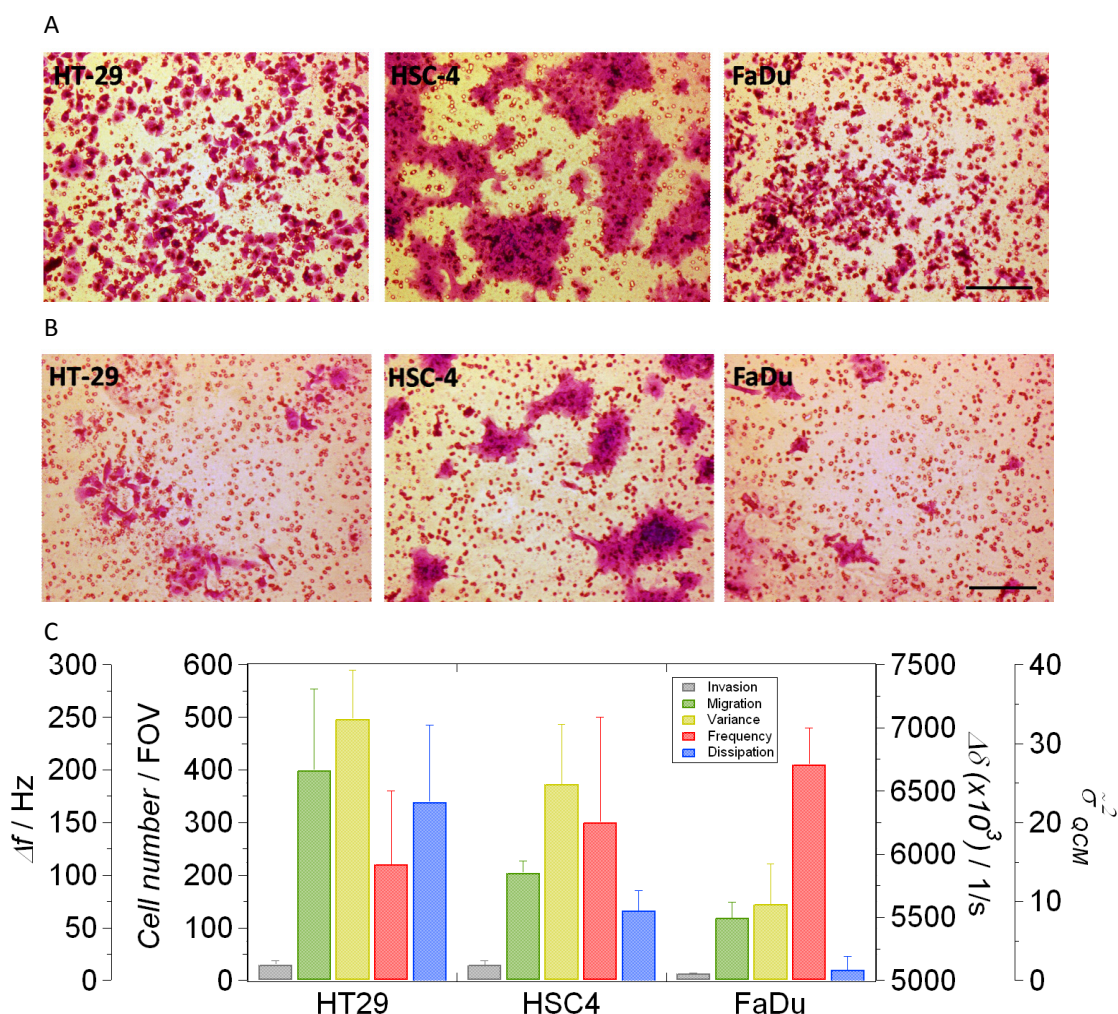 A
HT-29
HSC-4
FaDu
B
HT-29
HSC-4
FaDu
C
300
250
200
150
100
50
0
Δf / Hz
600
500
400
300
200
100
0
Cell number / FOV
Invasion
Migration
Variance
Frequency
Dissipation
7500
7000
6500
6000
5500
5000
Δδ (x10³) / 1/s
40
30
20
10
0
σ̃²QCM
HT29
HSC4
FaDu